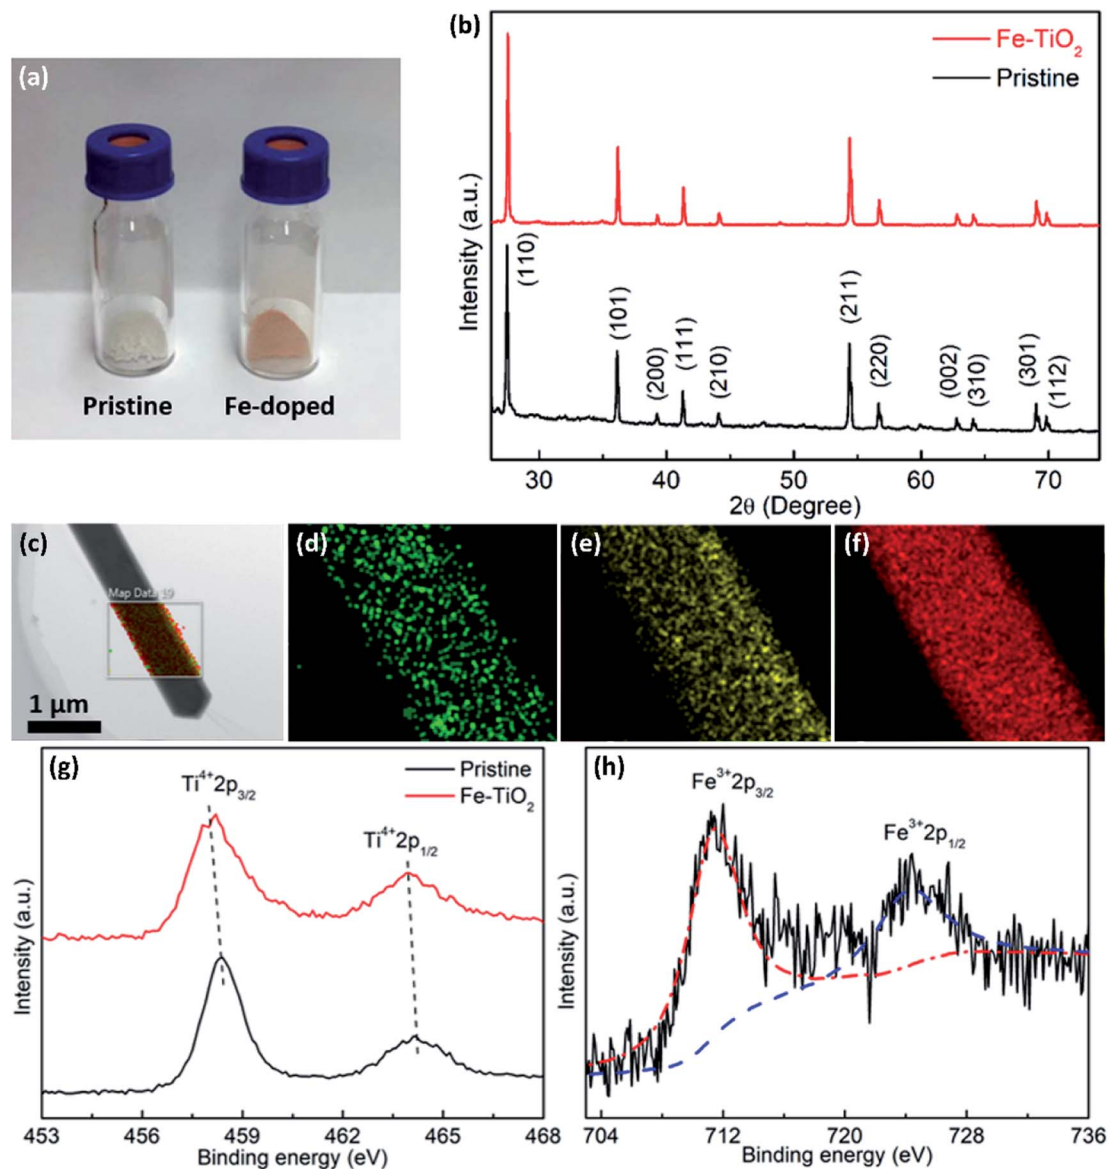 (a)
Pristine
Fe-doped
(b)
Fe-TiO₂
Pristine
Intensity (a.u.)
(110)
(101)
(200)
(111)
(210)
(211)
(220)
(002)
(310)
(301)
(112)
30
40
50
60
70
2θ (Degree)
(c)
Map Data 19
1 μm
(d)
(e)
(f)
(g)
Ti⁴⁺2p₃/₂
Ti⁴⁺2p₁/₂
Pristine
Fe-TiO₂
Intensity (a.u.)
453
456
459
462
465
468
Binding energy (eV)
(h)
Fe³⁺2p₃/₂
Fe³⁺2p₁/₂
Intensity (a.u.)
704
712
720
728
736
Binding energy (eV)